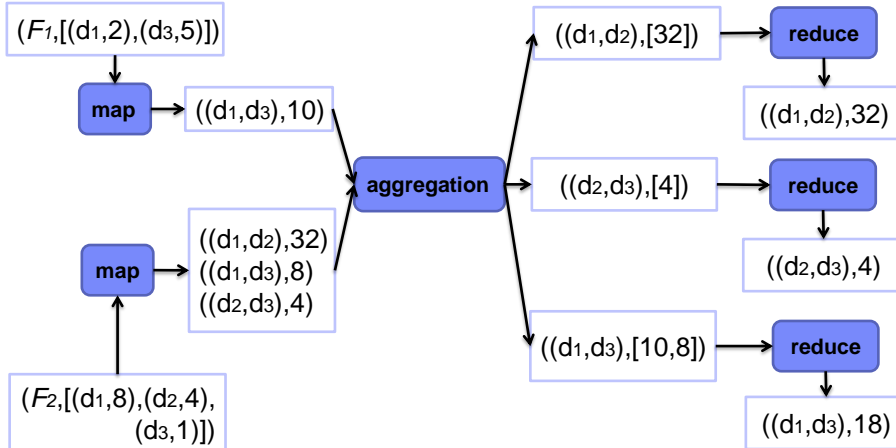 (F₁,[(d₁,2),(d₃,5)])
map
((d₁,d₃),10)
map
((d₁,d₂),32)
((d₁,d₃),8)
((d₂,d₃),4)
(F₂,[(d₁,8),(d₂,4),
(d₃,1)])
aggregation
((d₁,d₂),[32])
reduce
((d₁,d₂),32)
((d₂,d₃),[4])
reduce
((d₂,d₃),4)
((d₁,d₃),[10,8])
reduce
((d₁,d₃),18)